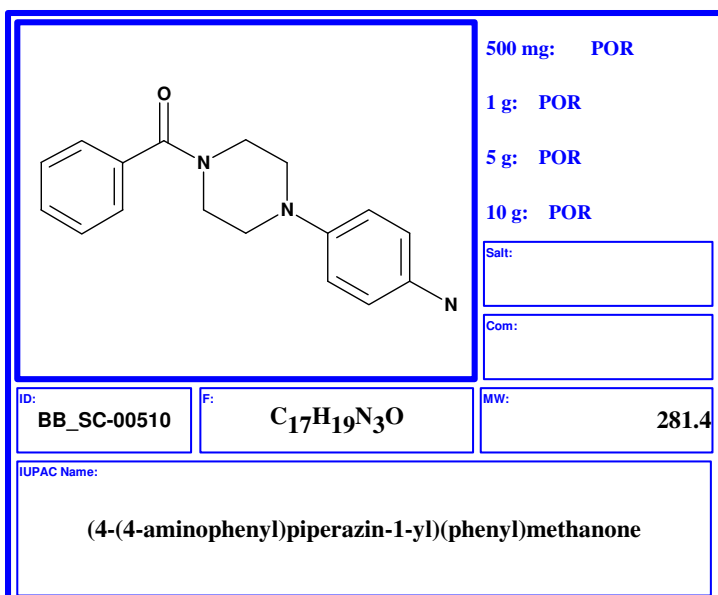 O
N
N
N
500 mg: POR
1 g: POR
5 g: POR
10 g: POR
Salt:
Com:
ID:
BB_SC-00510
F:
C17H19N3O
MW:
281.4
IUPAC Name:
(4-(4-aminophenyl)piperazin-1-yl)(phenyl)methanone